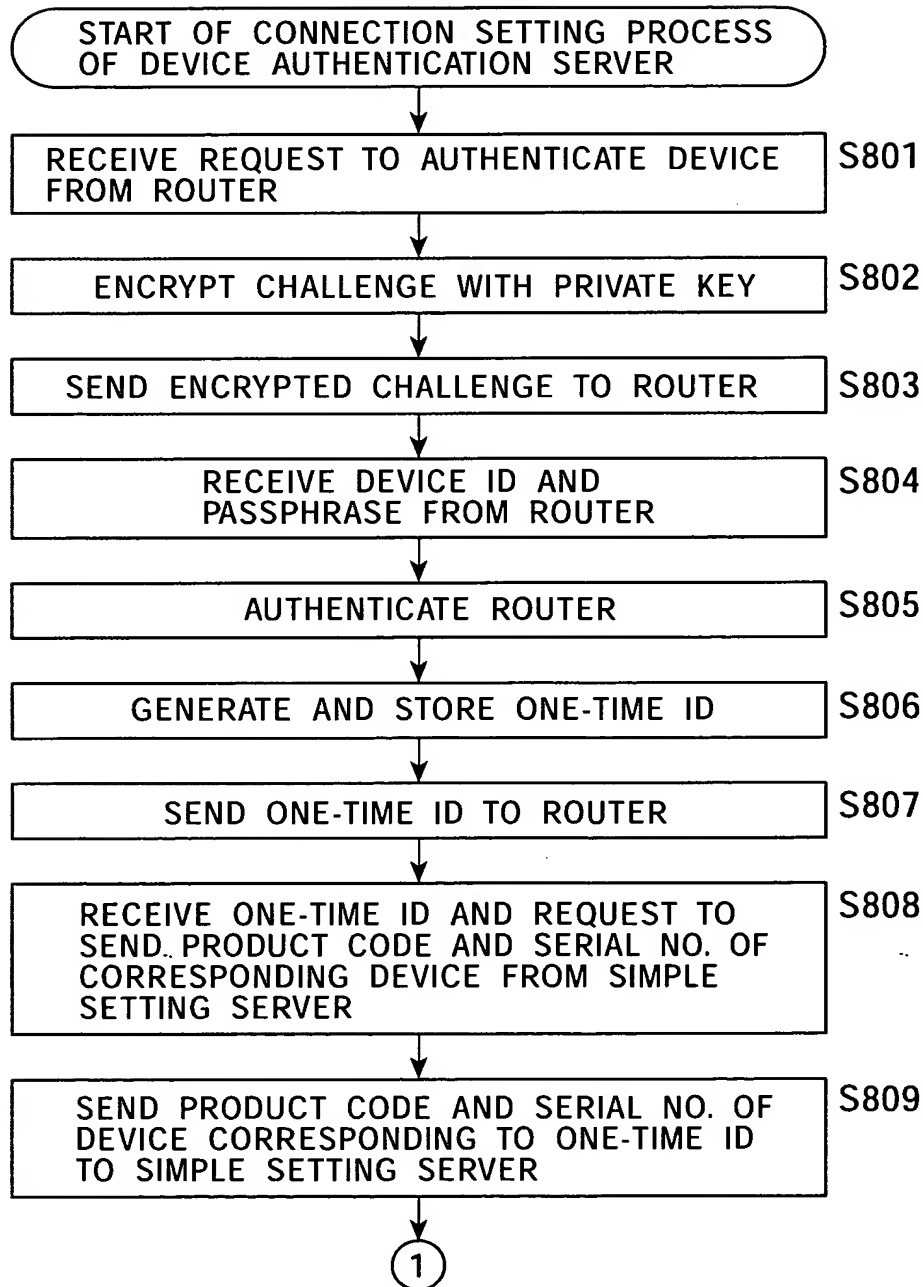 START OF CONNECTION SETTING PROCESS
OF DEVICE AUTHENTICATION SERVER
RECEIVE REQUEST TO AUTHENTICATE DEVICE
FROM ROUTER
S801
ENCRYPT CHALLENGE WITH PRIVATE KEY
S802
SEND ENCRYPTED CHALLENGE TO ROUTER
S803
RECEIVE DEVICE ID AND
PASSPHRASE FROM ROUTER
S804
AUTHENTICATE ROUTER
S805
GENERATE AND STORE ONE-TIME ID
S806
SEND ONE-TIME ID TO ROUTER
S807
RECEIVE ONE-TIME ID AND REQUEST TO
SEND PRODUCT CODE AND SERIAL NO. OF
CORRESPONDING DEVICE FROM SIMPLE
SETTING SERVER
S808
SEND PRODUCT CODE AND SERIAL NO. OF
DEVICE CORRESPONDING TO ONE-TIME ID
TO SIMPLE SETTING SERVER
S809
1